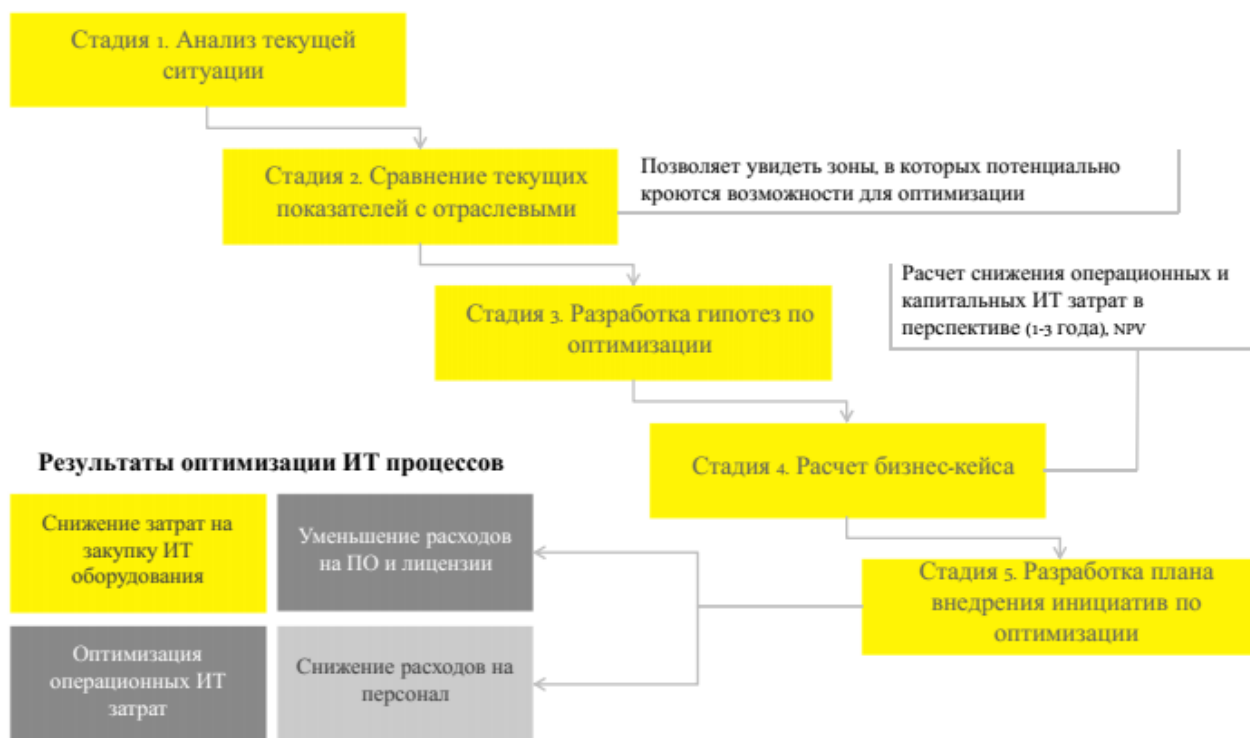 Стадия 1. Анализ текущей
ситуации
Стадия 2. Сравнение текущих
показателей с отраслевыми
Позволяет увидеть зоны, в которых потенциально
кроются возможности для оптимизации
Стадия 3. Разработка гипотез по
оптимизации
Расчет снижения операционных и
капитальных ИТ затрат в
перспективе (1-3 года), NPV
Стадия 4. Расчет бизнес-кейса
Стадия 5. Разработка плана
внедрения инициатив по
оптимизации
Результаты оптимизации ИТ процессов
Снижение затрат на
закупку ИТ
оборудования
Уменьшение расходов
на ПО и лицензии
Оптимизация
операционных ИТ
затрат
Снижение расходов на
персонал